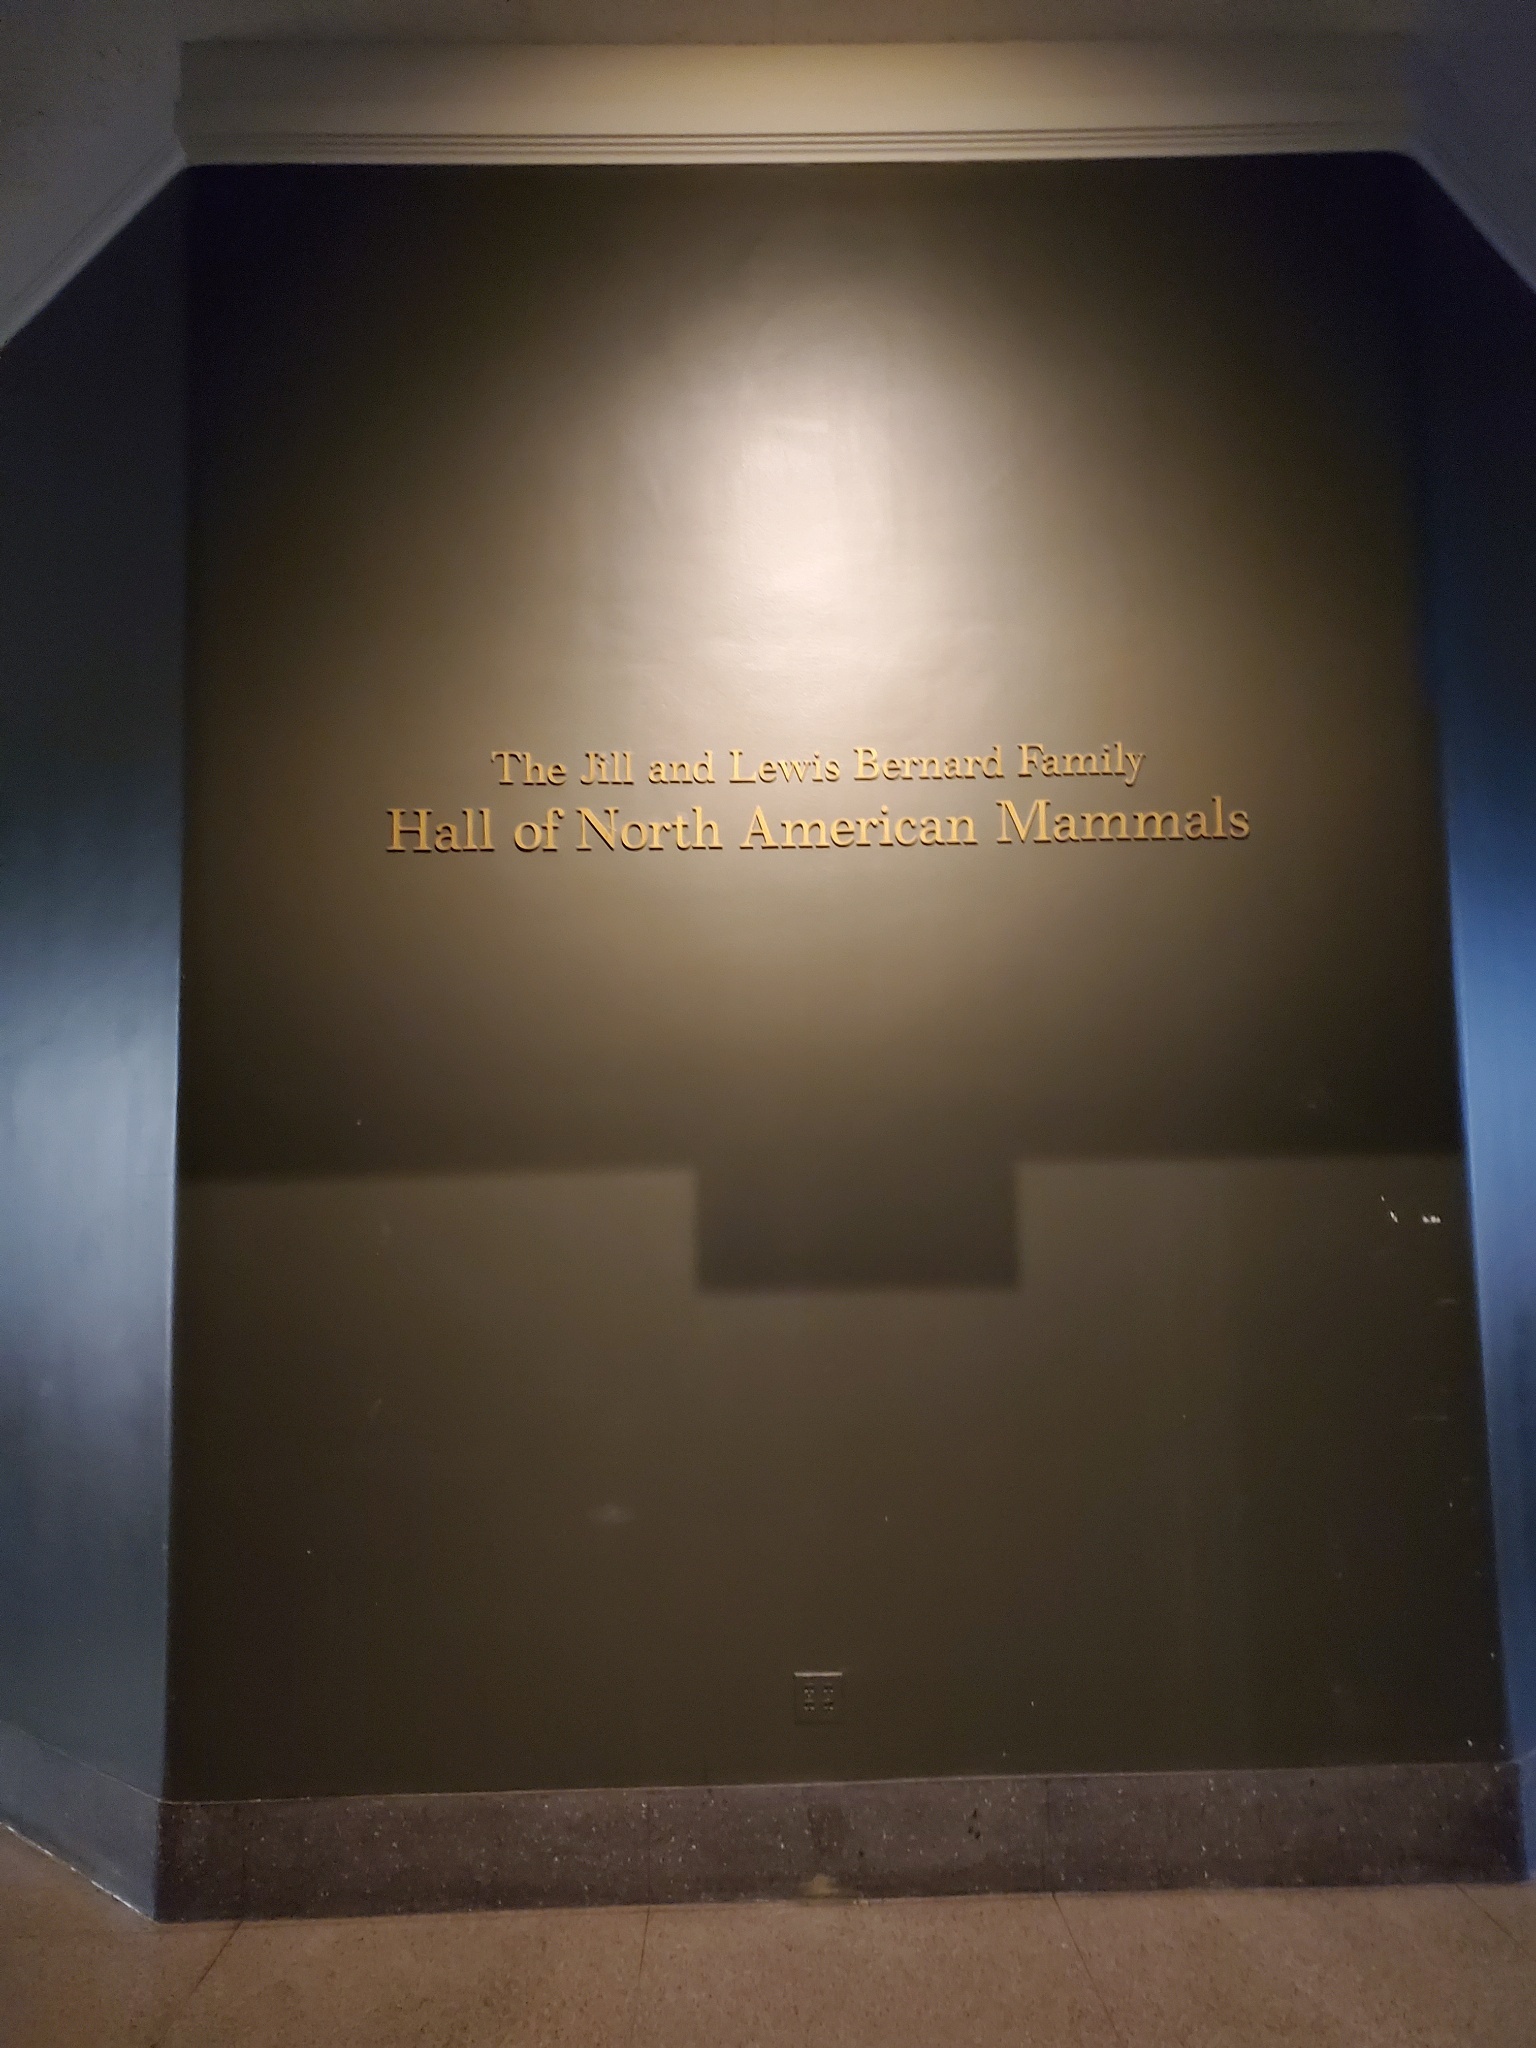 The Jill and Lewis Bernard Family
Hall of North American Mammals